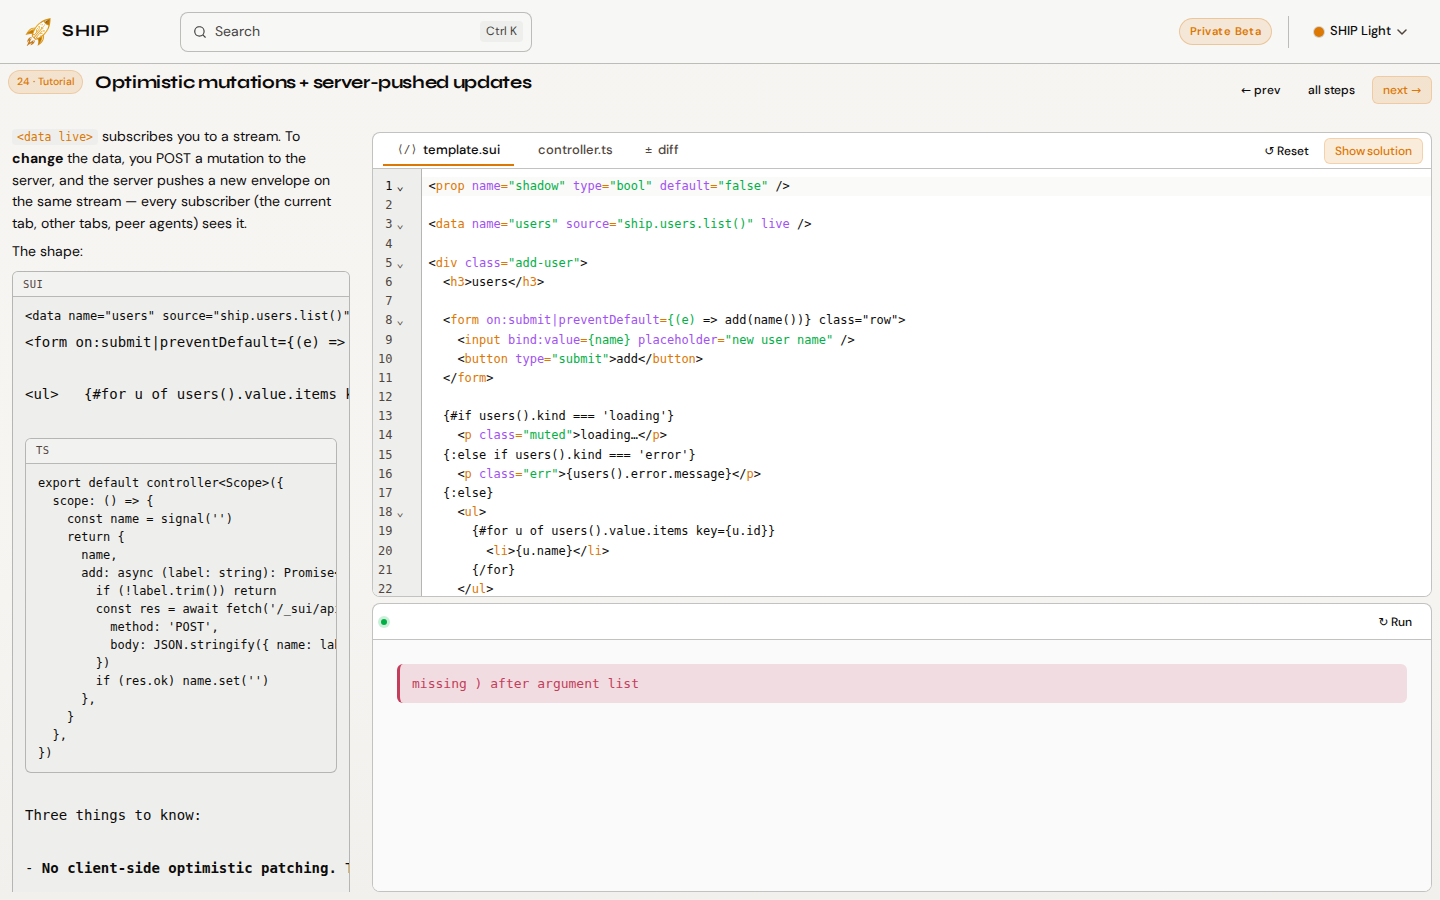 SHIP
Search
Ctrl K
Private Beta
SHIP Light
24 · Tutorial
Optimistic mutations + server-pushed updates
← prev
all steps
next →
<data live> subscribes you to a stream. To
change the data, you POST a mutation to the
server, and the server pushes a new envelope on
the same stream — every subscriber (the current
tab, other tabs, peer agents) sees it.
The shape:
SUI
<data name="users" source="ship.users.list()"
<form on:submit|preventDefault={(e) =>
<ul>   {#for u of users().value.items
TS
export default controller<Scope>({
  scope: () => {
    const name = signal('')
    return {
      name,
      add: async (label: string): Promise
        if (!label.trim()) return
        const res = await fetch('/_sui/ap
          method: 'POST',
          body: JSON.stringify({ name: la
        })
        if (res.ok) name.set('')
      },
    }
  },
})
Three things to know:
- No client-side optimistic patching.
⟨/⟩ template.sui
controller.ts
± diff
↺ Reset
Show solution
1 <prop name="shadow" type="bool" default="false" />
2
3 <data name="users" source="ship.users.list()" live />
4
5 <div class="add-user">
6   <h3>users</h3>
7
8   <form on:submit|preventDefault={(e) => add(name())} class="row">
9     <input bind:value={name} placeholder="new user name" />
10     <button type="submit">add</button>
11   </form>
12
13   {#if users().kind === 'loading'}
14     <p class="muted">loading…</p>
15   {:else if users().kind === 'error'}
16     <p class="err">{users().error.message}</p>
17   {:else}
18     <ul>
19       {#for u of users().value.items key={u.id}}
20         <li>{u.name}</li>
21       {/for}
22     </ul>
↻ Run
missing ) after argument list